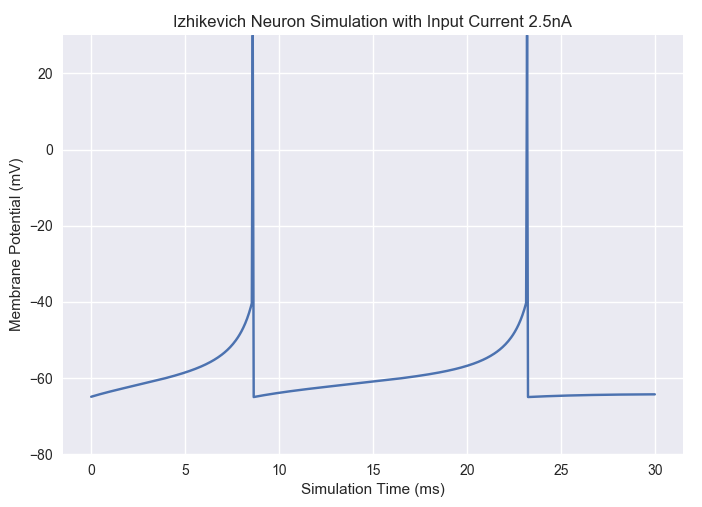 Izhikevich Neuron Simulation with Input Current 2.5nA
Membrane Potential (mV)
20
0
−20
−40
−60
−80
0 5 10 15 20 25 30
Simulation Time (ms)